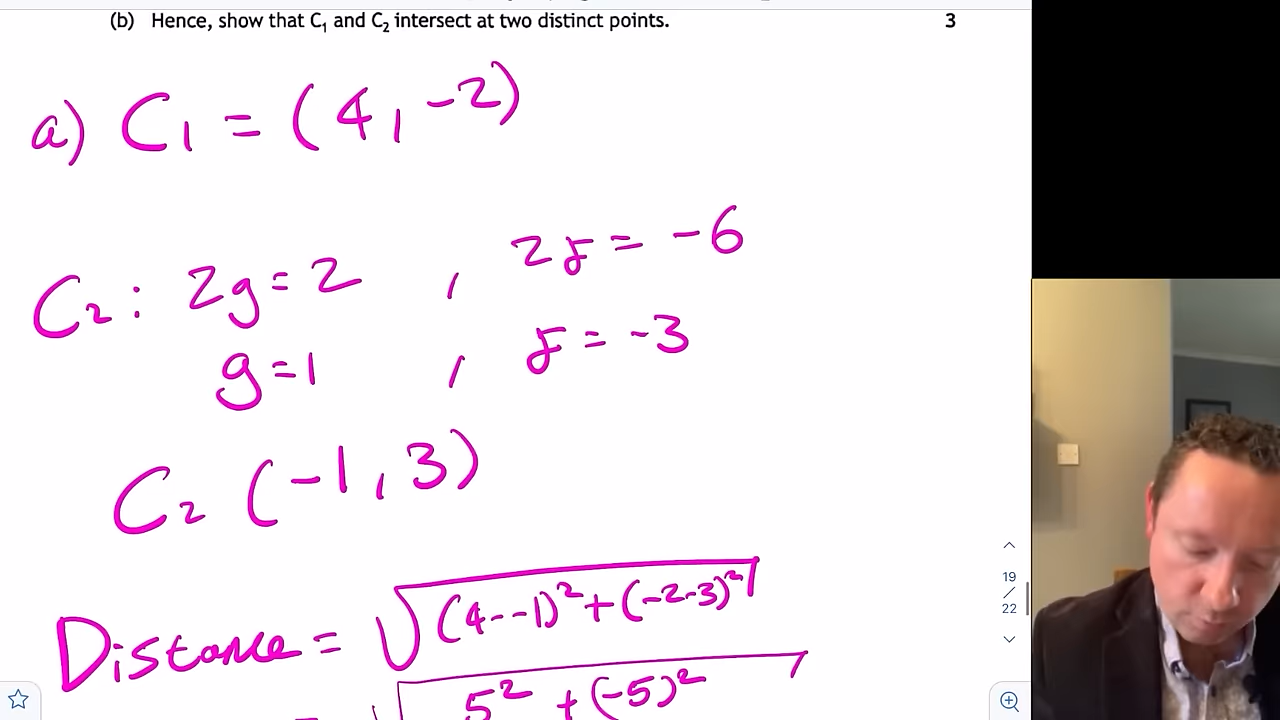 (b) Hence, show that C₁ and C₂ intersect at two distinct points. 3
a) C₁ = (4, -2)
C₂: 2g = 2 , 2f = -6
g = 1 , f = -3
C₂ (-1, 3)
Distance = √(4--1)² + (-2-3)²
= √5² + (-5)²
19
/
22